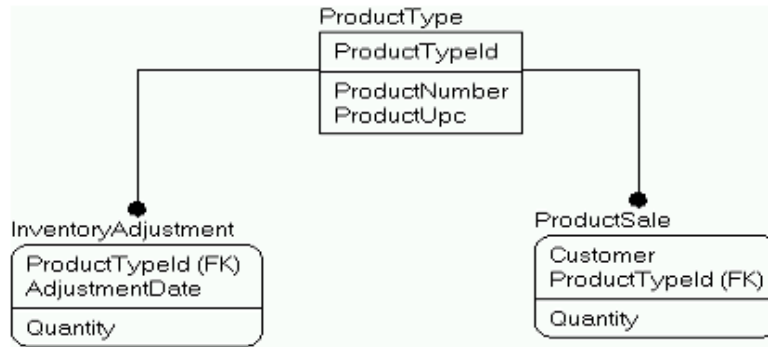 ProductType
ProductTypeId
ProductNumber
ProductUpc
InventoryAdjustment
ProductTypeId (FK)
AdjustmentDate
Quantity
ProductSale
Customer
ProductTypeId (FK)
Quantity